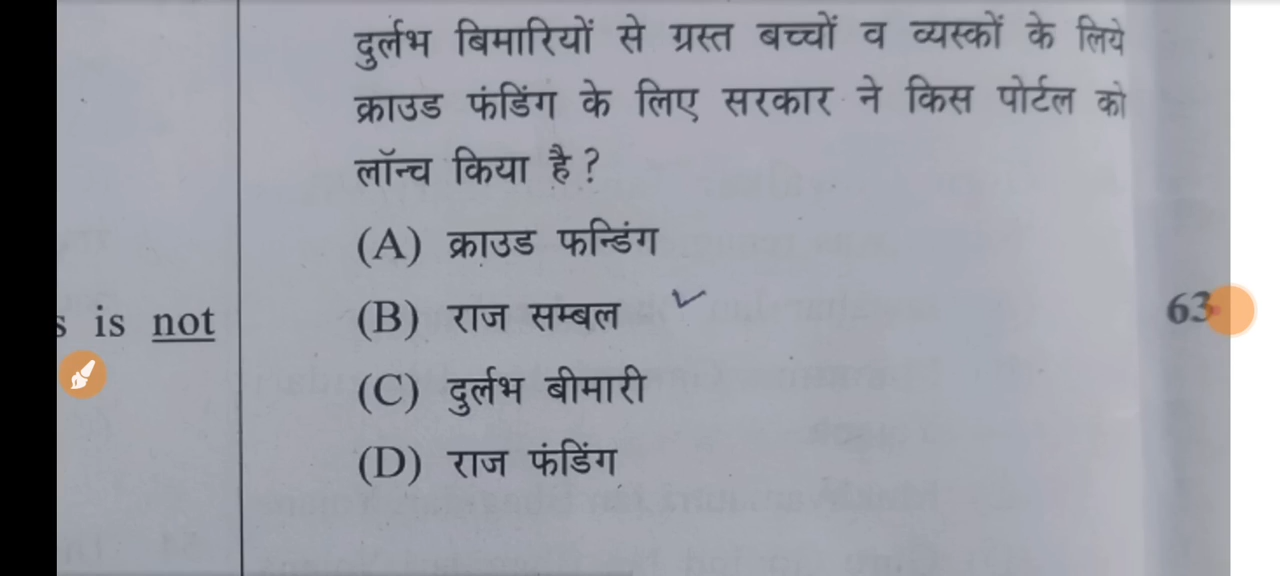 दुर्लभ बिमारियों से ग्रस्त बच्चों व व्यस्कों के लिये
क्राउड फंडिंग के लिए सरकार ने किस पोर्टल को
लॉन्च किया है ?
(A) क्राउड फन्डिंग
(B) राज सम्बल
s is not
63
(C) दुर्लभ बीमारी
(D) राज फंडिंग